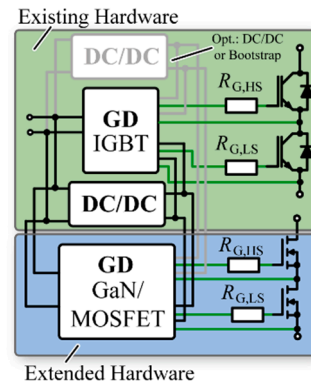 Existing Hardware
DC/DC
Opt.: DC/DC
or Bootstrap
R_G,HS
GD
IGBT
R_G,LS
DC/DC
GD
GaN/
MOSFET
R_G,HS
R_G,LS
Extended Hardware